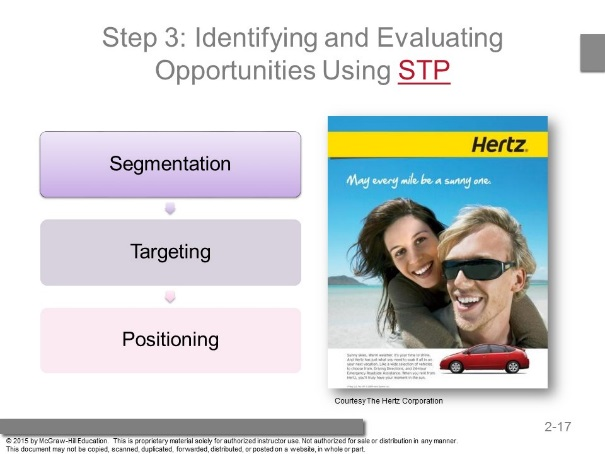 Step 3: Identifying and Evaluating
Opportunities Using STP
Segmentation
Targeting
Positioning
Hertz.
May every mile be a sunny one.
Courtesy The Hertz Corporation
2-17
© 2015 by McGraw-Hill Education. This is proprietary material solely for authorized instructor use. Not authorized for sale or distribution in any manner.
This document may not be copied, scanned, duplicated, forwarded, distributed, or posted on a website, in whole or part.